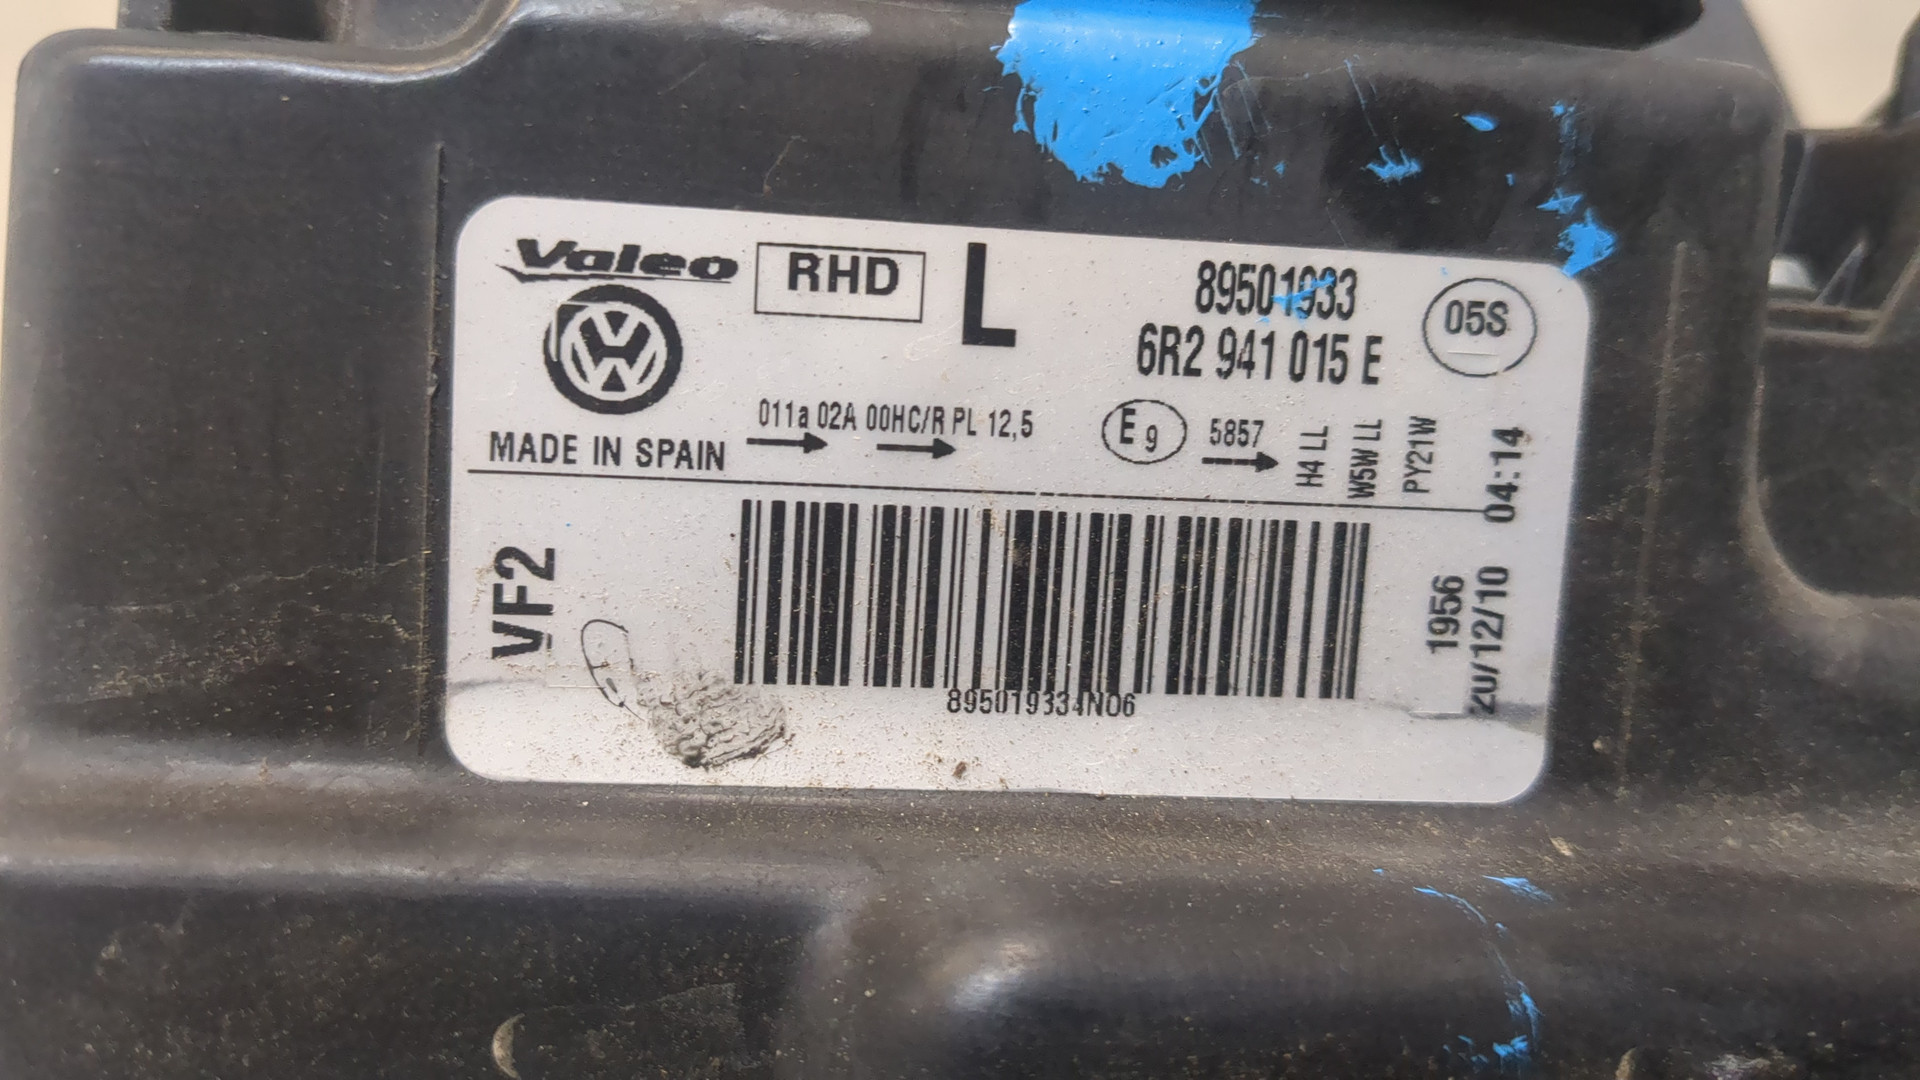 Valeo
RHD
L
89501933
6R2 941 015 E
05S
011a 02A 00HC/R PL 12,5
E9
5857
H4 LL
W5W LL
PY21W
04:14
MADE IN SPAIN
VF2
895019334N06
1956
20/12/10